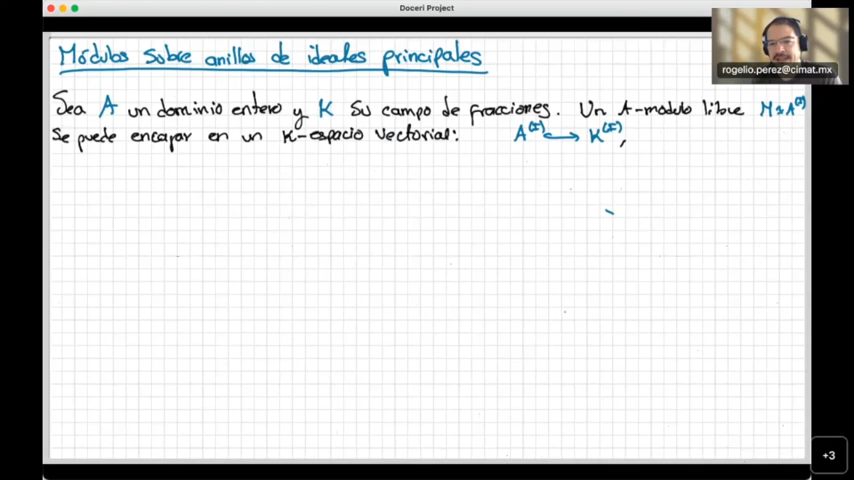 Doceri Project
rogelio.perez@cimat.mx
Módulos sobre anillos de ideales principales
Sea A un dominio entero y K su campo de fracciones. Un A-modulo libre M≅A^(I)
se puede encajar en un K-espacio vectorial: A^(I) ↪ K^(I),
+3